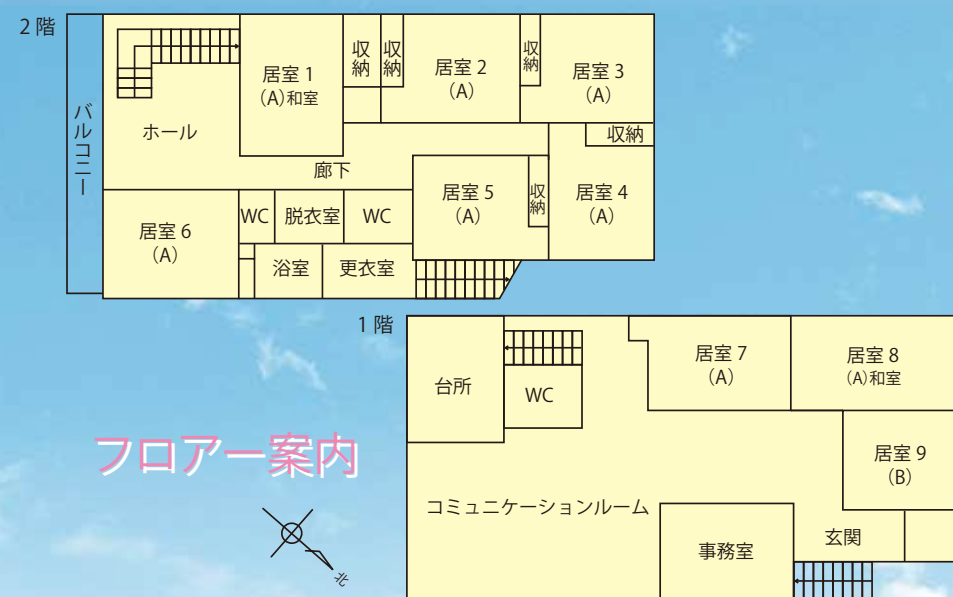 2 階
バルコニー
ホール
居室 1
(A)和室
収納
収納
居室 2
(A)
収納
居室 3
(A)
収納
廊下
居室 4
(A)
居室 5
(A)
収納
居室 6
(A)
WC
脱衣室
WC
浴室
更衣室
1 階
台所
WC
居室 7
(A)
居室 8
(A)和室
居室 9
(B)
コミュニケーションルーム
事務室
玄関
フロアー案内
北